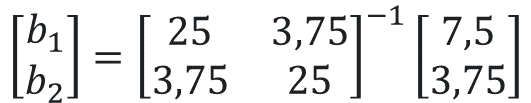 [b₁ b₂] = [25 3,75 3,75 25]⁻¹ [7,5 3,75]